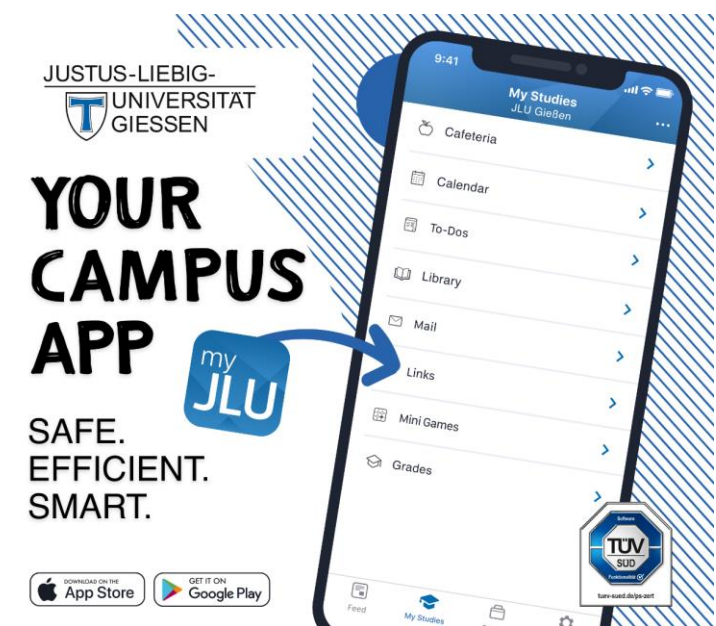 JUSTUS-LIEBIG-
UNIVERSITÄT
GIESSEN
YOUR
CAMPUS
APP
my
JLU
SAFE.
EFFICIENT.
SMART.
Download on the
App Store
GET IT ON
Google Play
9:41
My Studies
JLU Gießen
Cafeteria
Calendar
To-Dos
Library
Mail
Links
Mini Games
Grades
Feed
My Studies
Software
TÜV
SÜD
Funktionalität
tuev-sued.de/ps-zert